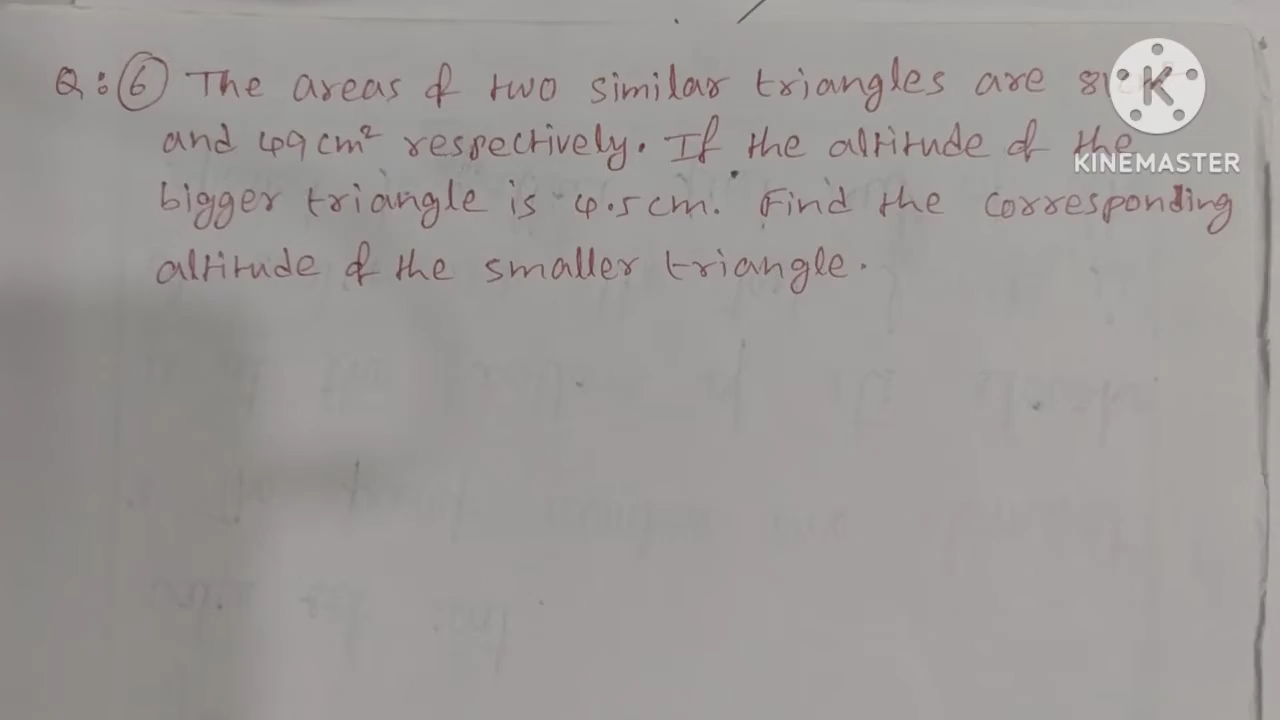 Q: 6 The areas of two similar triangles are 81
and 49 cm² respectively. If the altitude of the
bigger triangle is 4.5 cm. Find the corresponding
altitude of the smaller triangle.
K
KINEMASTER